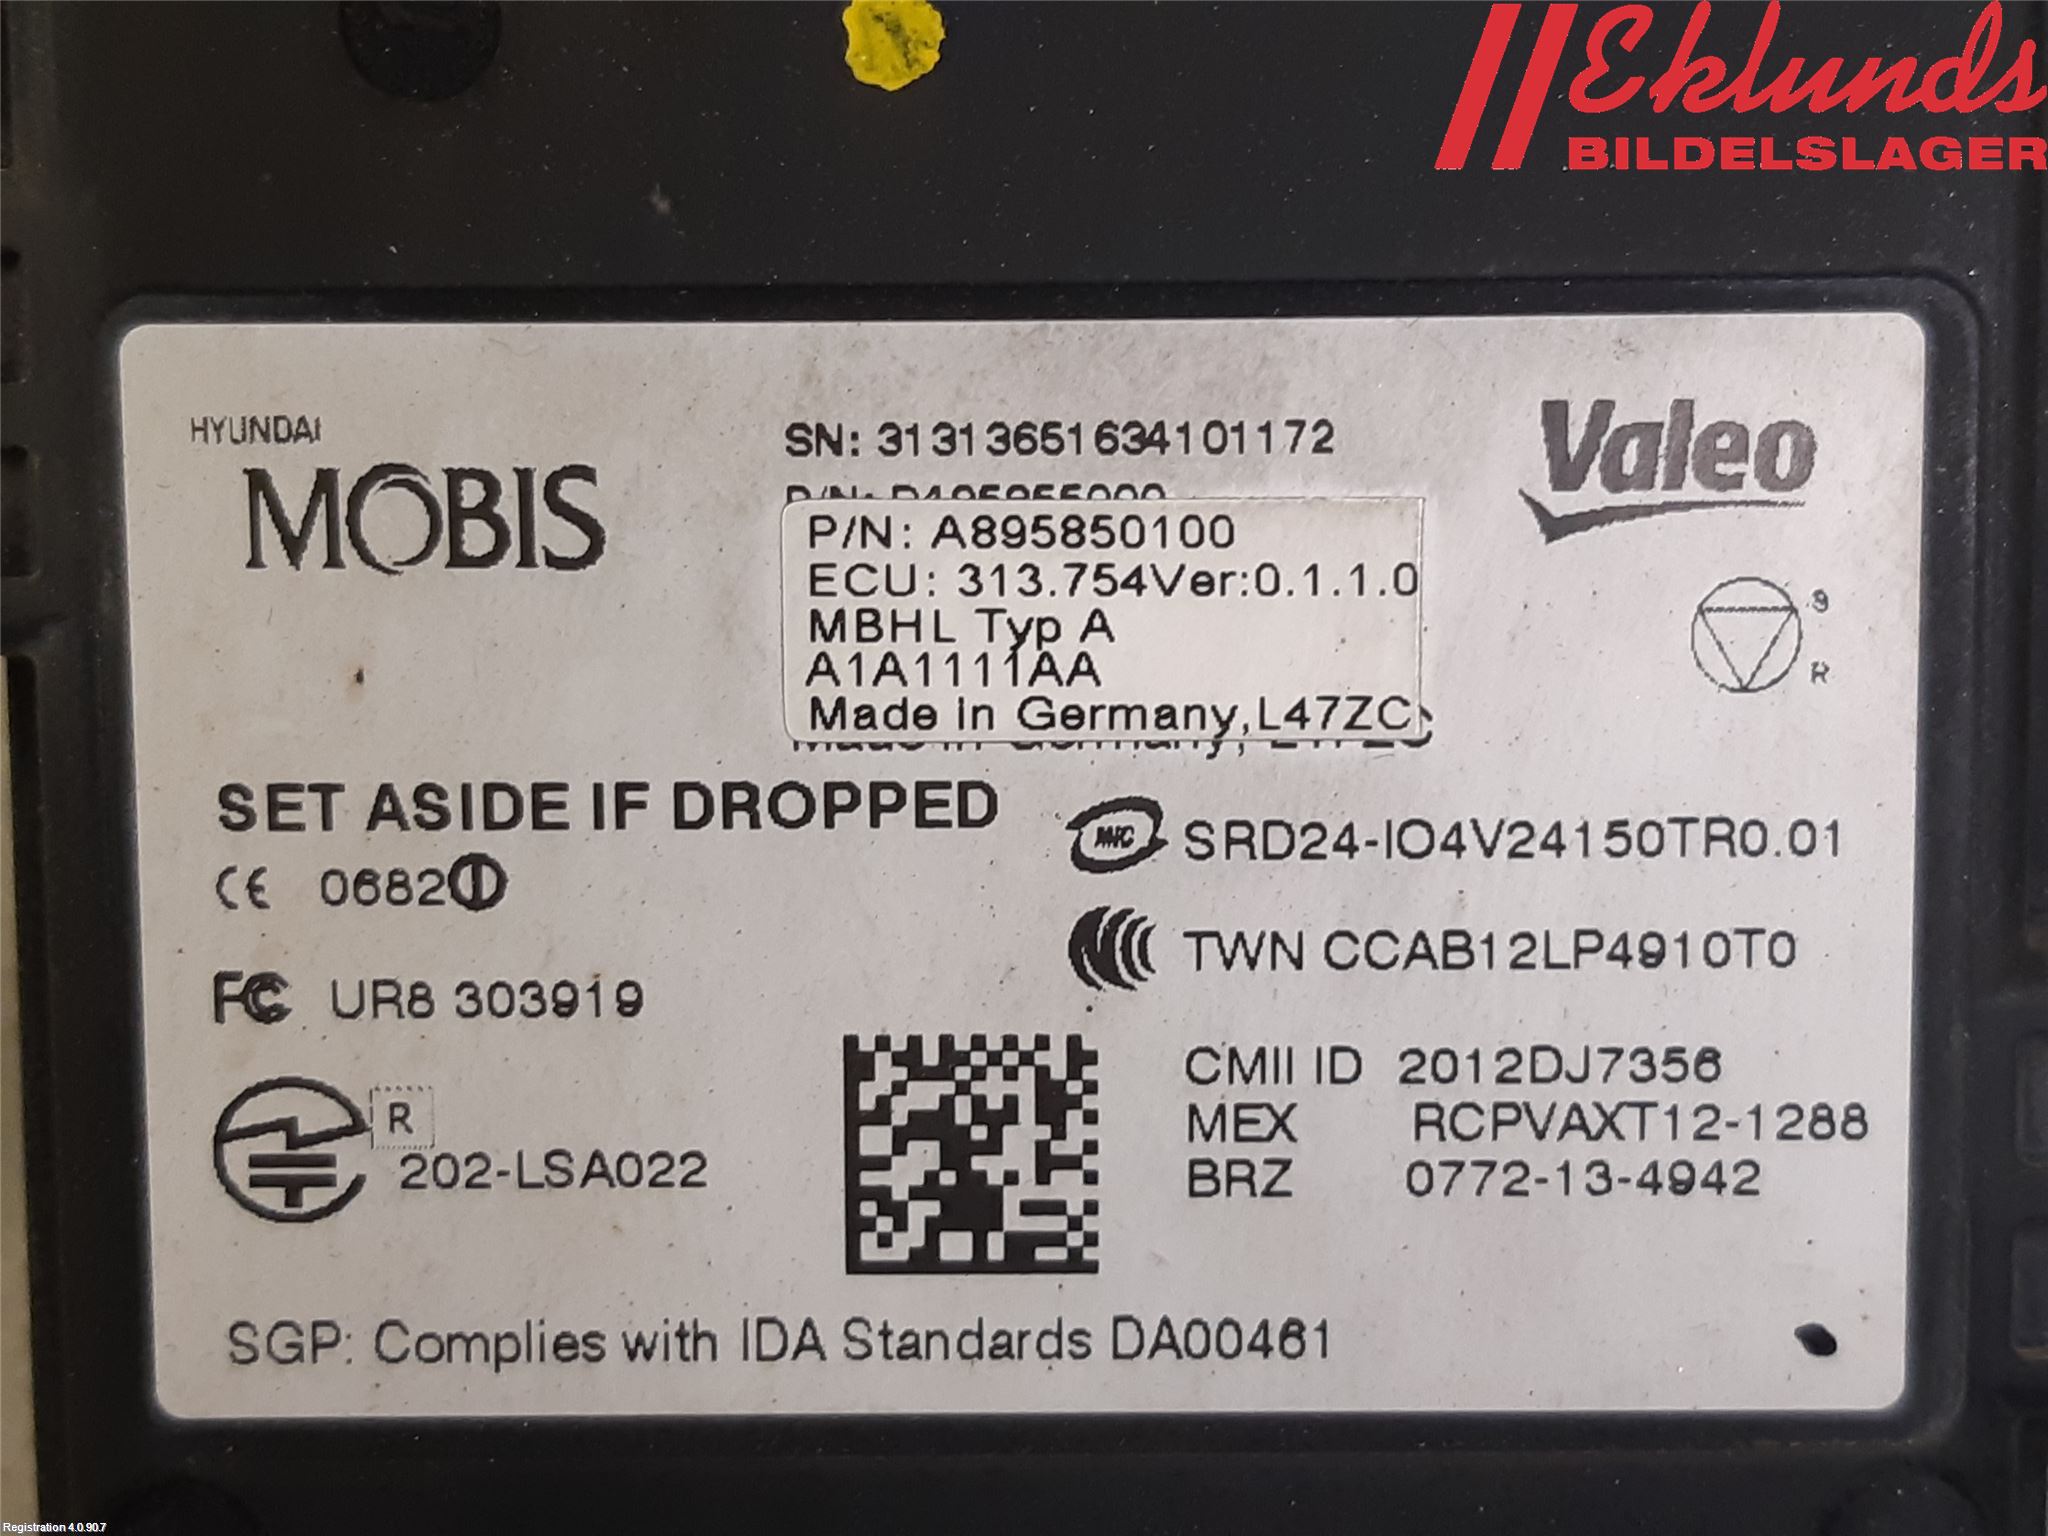 Eklunds
BILDELSLAGER
HYUNDAI
MOBIS
SN: 31313651634101172
Valeo
P/N: A895850100
ECU: 313.754Ver:0.1.1.0
MBHL Typ A
A1A1111AA
Made in Germany,L47ZC
9
R
SET ASIDE IF DROPPED
CE 0682
SRD24-IO4V24150TR0.01
TWN CCAB12LP4910T0
FC UR8 303919
R
202-LSA022
CMII ID 2012DJ7356
MEX RCPVAXT12-1288
BRZ 0772-13-4942
SGP: Complies with IDA Standards DA00461
Registration 4.0.90.7